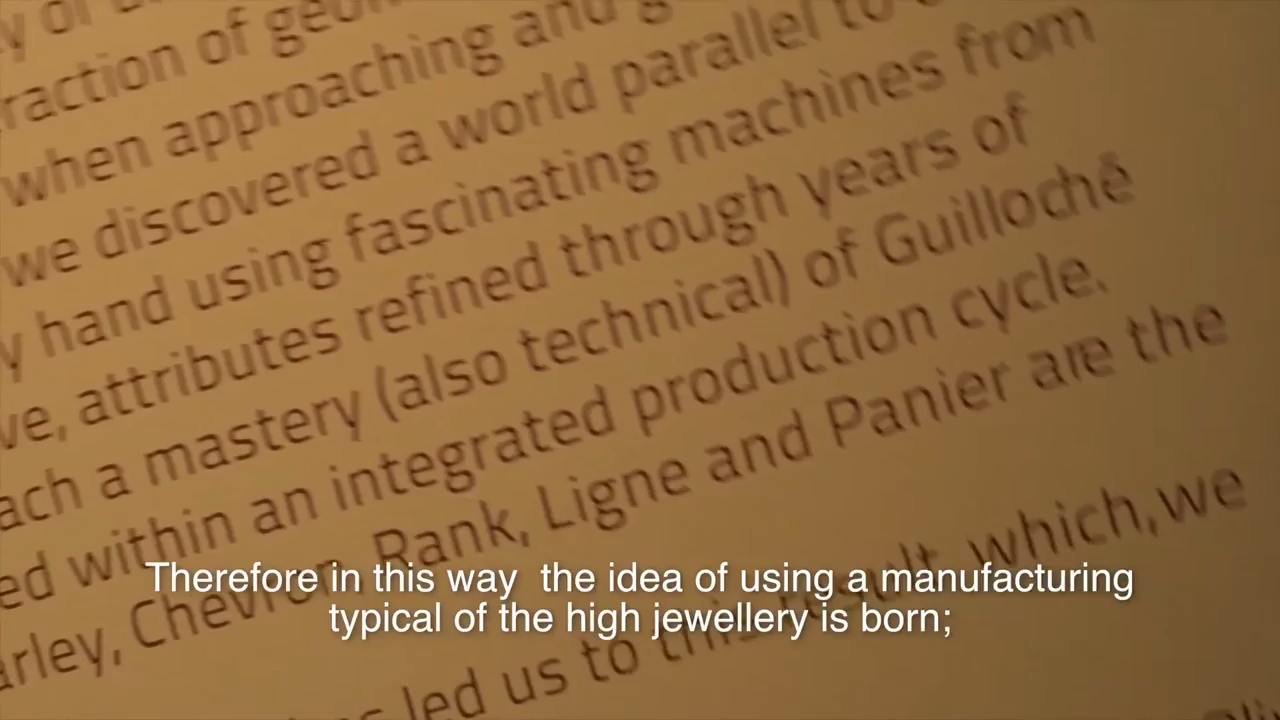 raction of
when approaching and
we discovered a world parallel to
hand using fascinating machines from
attributes refined through years of
ach a mastery (also technical) of Guillochè
ed within an integrated production cycle.
arley, Chevron, Rank, Ligne and Panier are the
led us to this result, which, we
Therefore in this way the idea of using a manufacturing
typical of the high jewellery is born;